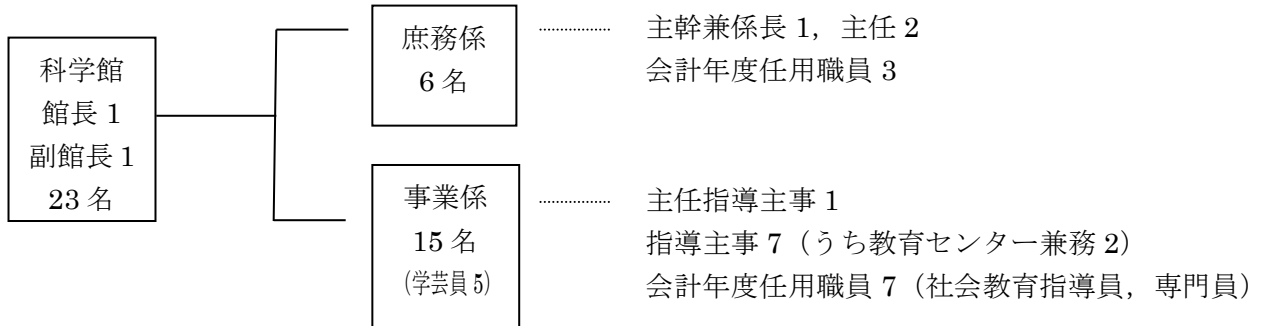 科学館
館長 1
副館長 1
23 名
庶務係
6 名
主幹兼係長 1，主任 2
会計年度任用職員 3
事業係
15 名
(学芸員 5)
主任指導主事 1
指導主事 7（うち教育センター兼務 2）
会計年度任用職員 7（社会教育指導員，専門員）